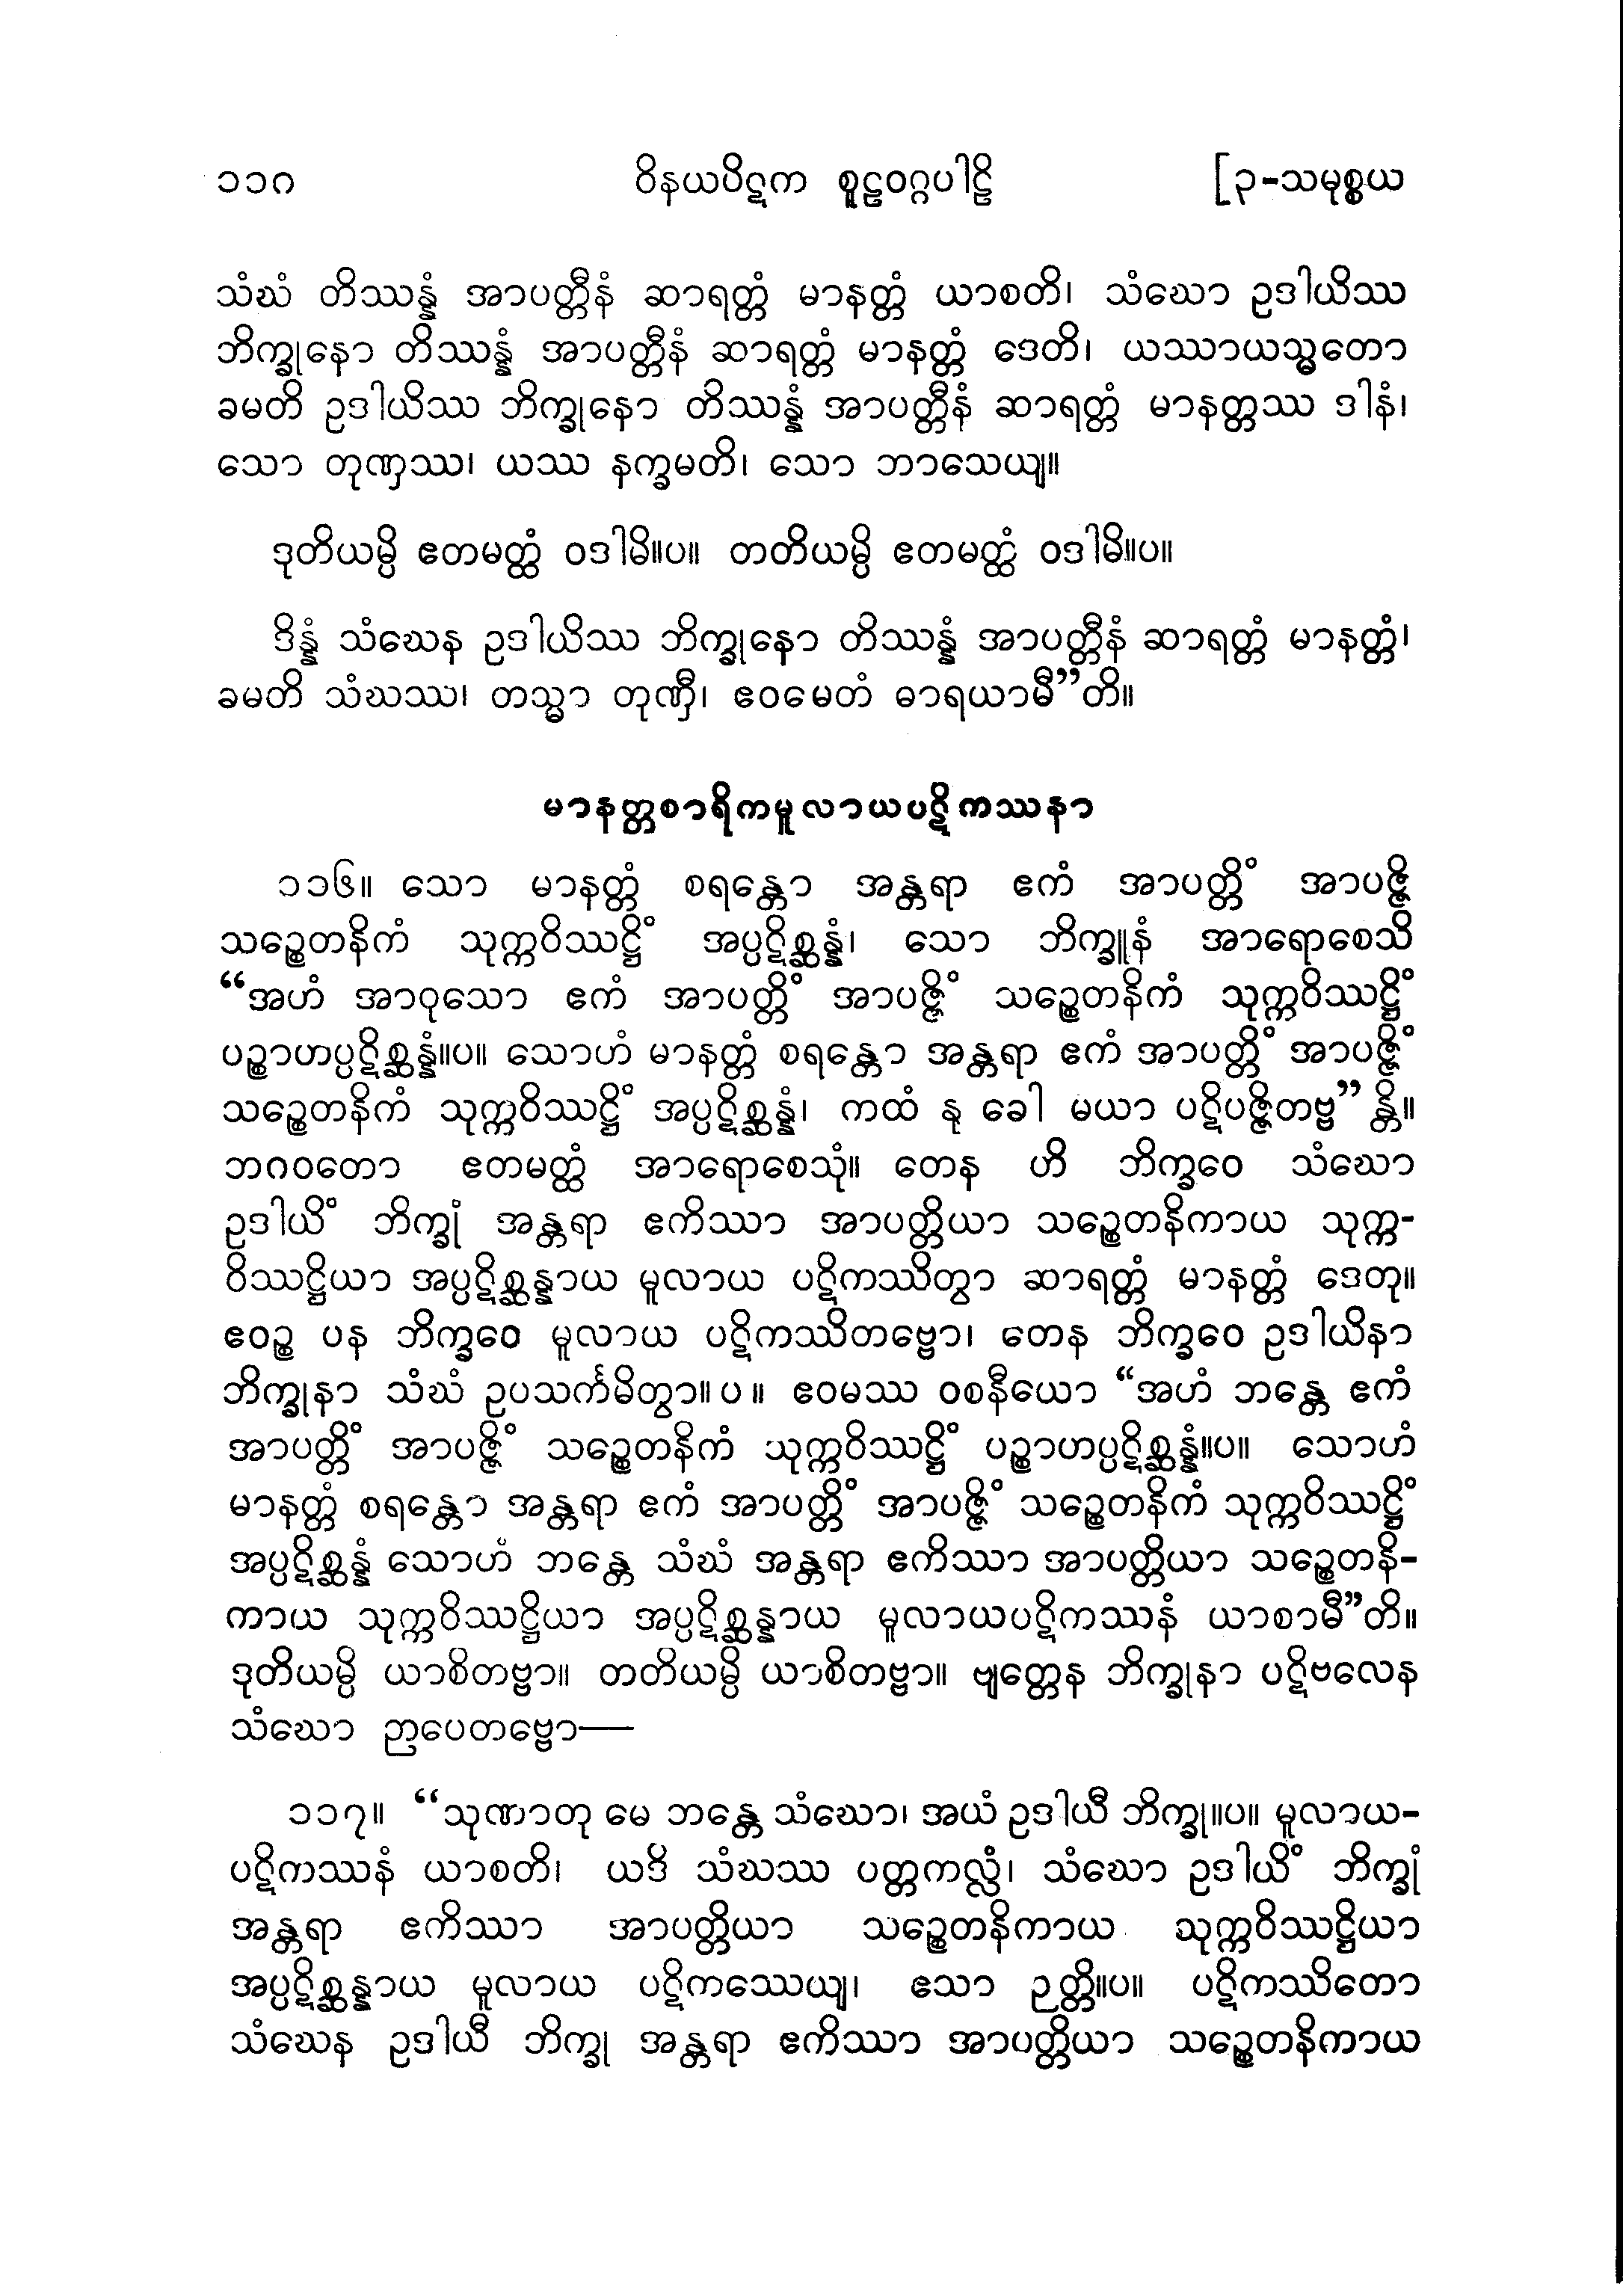 ၁၁ဂ ဝိနယပိဋက စူဠဝဂ္ဂပါဠိ [၃-သမုစ္စယ
သံဃံ တိဿန္နံ အာပတ္တီနံ ဆာရတ္တံ မာနတ္တံ ယာစတိ၊ သံဃော ဥဒါယိဿ
ဘိက္ခုနော တိဿန္နံ အာပတ္တီနံ ဆာရတ္တံ မာနတ္တံ ဒေတိ၊ ယဿာယသ္မတော
ခမတိ ဥဒါယိဿ ဘိက္ခုနော တိဿန္နံ အာပတ္တီနံ ဆာရတ္တံ မာနတ္တဿ ဒါနံ၊
သော တုဏှဿ၊ ယဿ နက္ခမတိ၊ သော ဘာသေယျ။
ဒုတိယမ္ပိ ဧတမတ္ထံ ဝဒါမိ။ပ။ တတိယမ္ပိ ဧတမတ္ထံ ဝဒါမိ။ပ။
ဒိန္နံ သံဃေန ဥဒါယိဿ ဘိက္ခုနော တိဿန္နံ အာပတ္တီနံ ဆာရတ္တံ မာနတ္တံ၊
ခမတိ သံဃဿ၊ တသ္မာ တုဏှီ၊ ဧဝမေတံ ဓာရယာမီ”တိ။
မာနတ္တစာရိကမူလာယပဋိကဿနာ
၁၁၆။ သော မာနတ္တံ စရန္တော အန္တရာ ဧကံ အာပတ္တိံ အာပဇ္ဇိ
သဉ္စေတနိကံ သုက္ကဝိဿဋ္ဌိံ အပ္ပဋိစ္ဆန္နံ၊ သော ဘိက္ခူနံ အာရောစေသိ
“အဟံ အာဝုသော ဧကံ အာပတ္တိံ အာပဇ္ဇိံ သဉ္စေတနိကံ သုက္ကဝိဿဋ္ဌိံ
ပဉ္စာဟပ္ပဋိစ္ဆန္နံ။ပ။ သောဟံ မာနတ္တံ စရန္တော အန္တရာ ဧကံ အာပတ္တိံ အာပဇ္ဇိံ
သဉ္စေတနိကံ သုက္ကဝိဿဋ္ဌိံ အပ္ပဋိစ္ဆန္နံ၊ ကထံ နု ခေါ မယာ ပဋိပဇ္ဇိတဗ္ဗ”န္တိ။
ဘဂဝတော ဧတမတ္ထံ အာရောစေသုံ။ တေန ဟိ ဘိက္ခဝေ သံဃော
ဥဒါယိံ ဘိက္ခုံ အန္တရာ ဧကိဿာ အာပတ္တိယာ သဉ္စေတနိကာယ သုက္က-
ဝိဿဋ္ဌိယာ အပ္ပဋိစ္ဆန္နာယ မူလာယ ပဋိကဿိတွာ ဆာရတ္တံ မာနတ္တံ ဒေတု။
ဧဝဉ္စ ပန ဘိက္ခဝေ မူလာယ ပဋိကဿိတဗ္ဗော၊ တေန ဘိက္ခဝေ ဥဒါယိနာ
ဘိက္ခုနာ သံဃံ ဥပသင်္ကမိတွာ။ပ။ ဧဝမဿ ဝစနီယော “အဟံ ဘန္တေ ဧကံ
အာပတ္တိံ အာပဇ္ဇိံ သဉ္စေတနိကံ သုက္ကဝိဿဋ္ဌိံ ပဉ္စာဟပ္ပဋိစ္ဆန္နံ။ပ။ သောဟံ
မာနတ္တံ စရန္တော အန္တရာ ဧကံ အာပတ္တိံ အာပဇ္ဇိံ သဉ္စေတနိကံ သုက္ကဝိဿဋ္ဌိံ
အပ္ပဋိစ္ဆန္နံ သောဟံ ဘန္တေ သံဃံ အန္တရာ ဧကိဿာ အာပတ္တိယာ သဉ္စေတနိ-
ကာယ သုက္ကဝိဿဋ္ဌိယာ အပ္ပဋိစ္ဆန္နာယ မူလာယပဋိကဿနံ ယာစာမီ”တိ။
ဒုတိယမ္ပိ ယာစိတဗ္ဗာ။ တတိယမ္ပိ ယာစိတဗ္ဗာ။ ဗျတ္တေန ဘိက္ခုနာ ပဋိဗလေန
သံဃော ဉာပေတဗ္ဗော—
၁၁၇။ “သုဏာတု မေ ဘန္တေ သံဃော၊ အယံ ဥဒါယီ ဘိက္ခု။ပ။ မူလာယ-
ပဋိကဿနံ ယာစတိ၊ ယဒိ သံဃဿ ပတ္တကလ္လံ၊ သံဃော ဥဒါယိံ ဘိက္ခုံ
အန္တရာ ဧကိဿာ အာပတ္တိယာ သဉ္စေတနိကာယ သုက္ကဝိဿဋ္ဌိယာ
အပ္ပဋိစ္ဆန္နာယ မူလာယ ပဋိကဿေယျ၊ ဧသာ ဉတ္တိ။ပ။ ပဋိကဿိတော
သံဃေန ဥဒါယီ ဘိက္ခု အန္တရာ ဧကိဿာ အာပတ္တိယာ သဉ္စေတနိကာယ